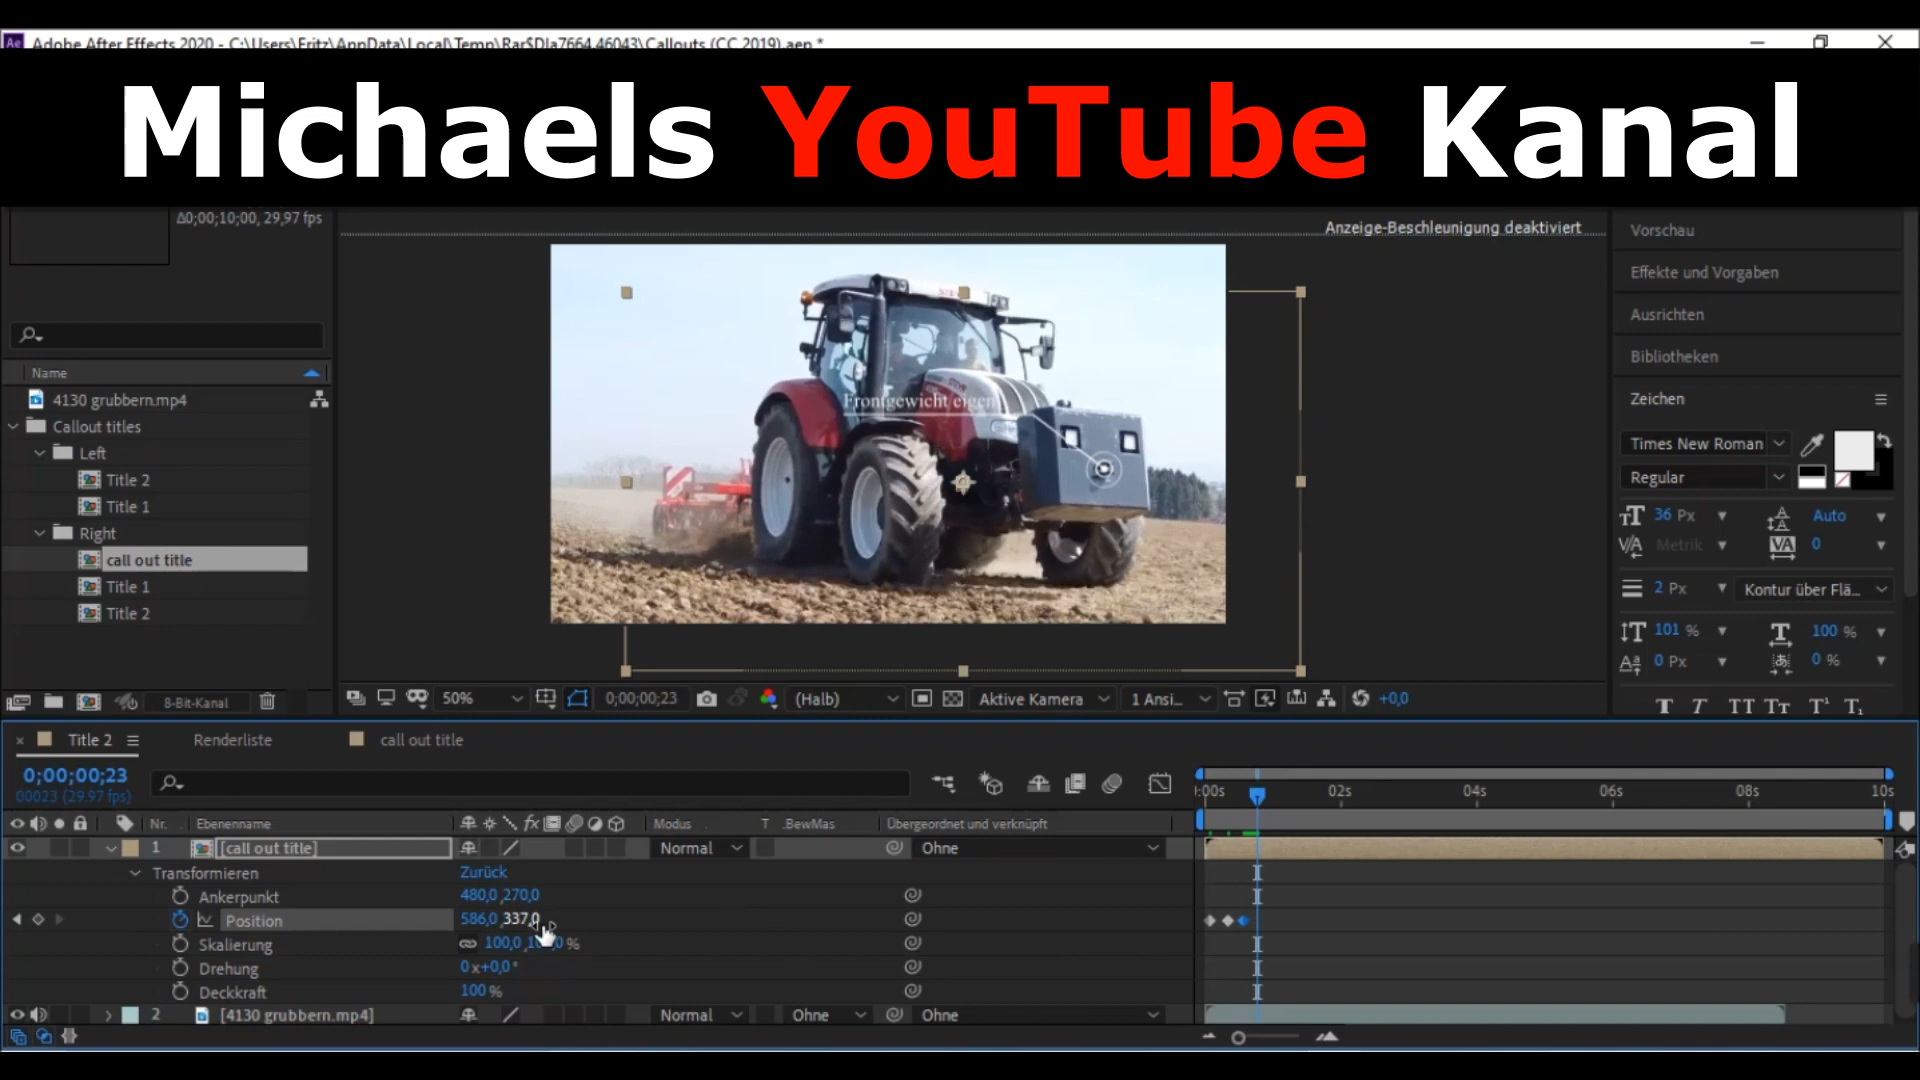 Adobe After Effects 2020 - C:\Users\Fritz\AppData\Local\Temp\Rar$DIa7664.46043\Callouts (CC 2019).aep *
Michaels YouTube Kanal
Δ0;00;10;00, 29,97 fps
Anzeige-Beschleunigung deaktiviert
Vorschau
Effekte und Vorgaben
Ausrichten
Bibliotheken
Zeichen
Times New Roman
Regular
36 Px
Auto
Metrik
0
2 Px
Kontur über Flä...
101 %
100 %
0 Px
0 %
Name
4130 grubbern.mp4
Callout titles
Left
Title 2
Title 1
Right
call out title
Title 1
Title 2
8-Bit-Kanal
Frontgewicht eigen
50%
0;00;00;23
(Halb)
Aktive Kamera
1 Ansi...
+0,0
Title 2
Renderliste
call out title
0;00;00;23
00023 (29.97 fps)
:00s 02s 04s 06s 08s 10s
Nr. Ebenenname Modus T .BewMas Übergeordnet und verknüpft
1 [call out title] Normal Ohne
Transformieren Zurück
Ankerpunkt 480,0 ,270,0
Position 586,0 ,337,0
Skalierung 100,0 %
Drehung 0x+0,0°
Deckkraft 100 %
2 [4130 grubbern.mp4] Normal Ohne Ohne